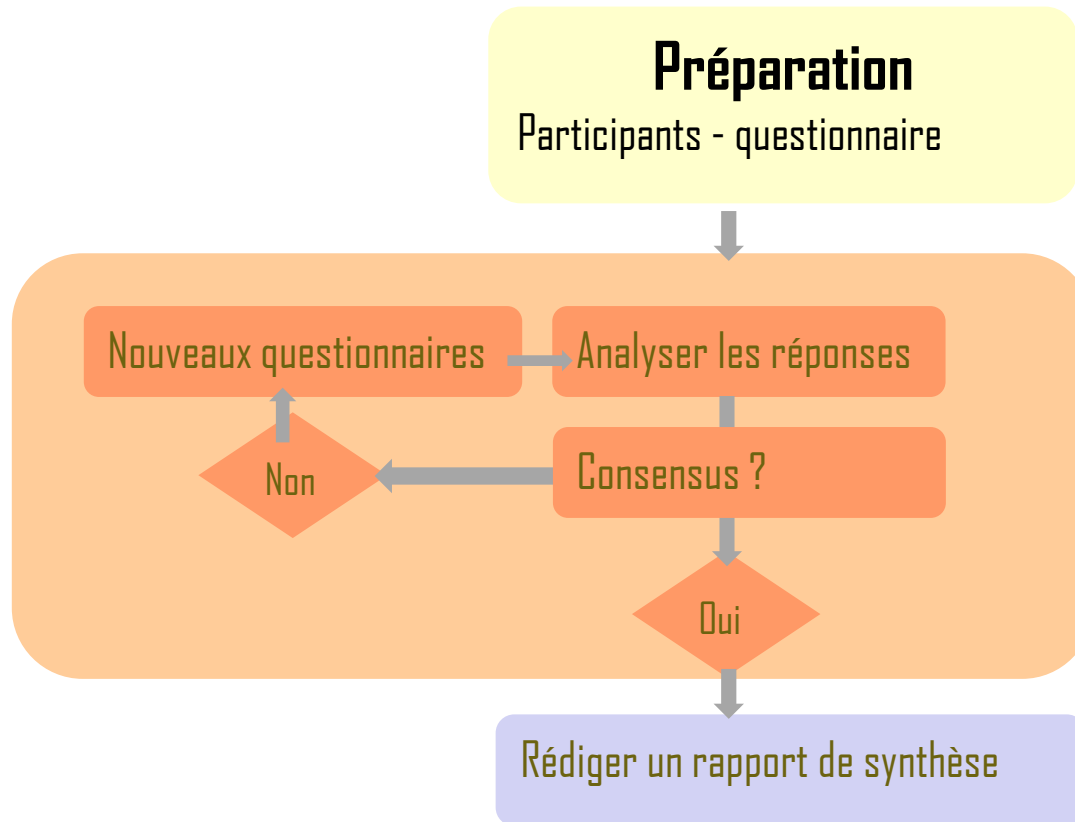 Préparation
Participants - questionnaire
Nouveaux questionnaires
Analyser les réponses
Non
Consensus ?
Oui
Rédiger un rapport de synthèse